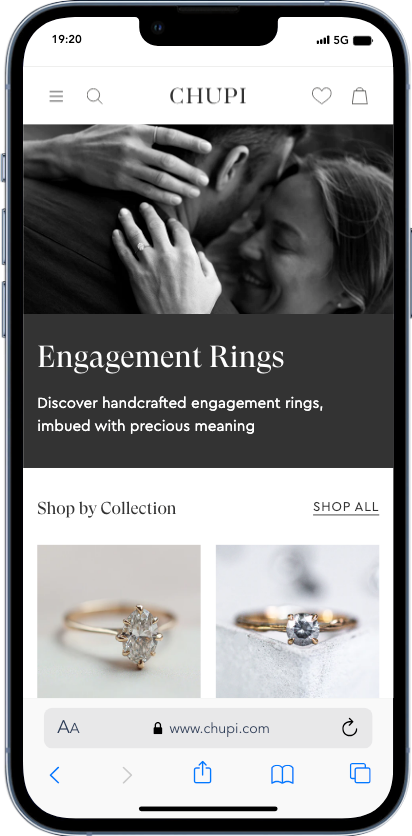 19:20
5G
CHUPI
Engagement Rings
Discover handcrafted engagement rings,
imbued with precious meaning
Shop by Collection
SHOP ALL
AA
www.chupi.com